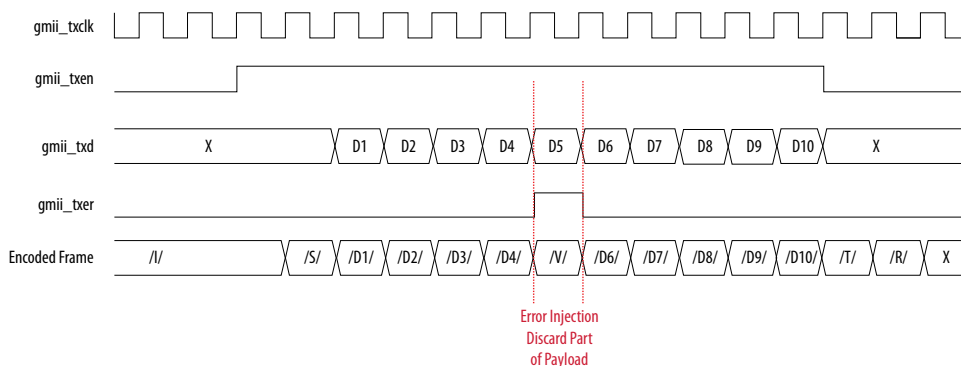 gmii_txclk
gmii_txen
gmii_txd X D1 D2 D3 D4 D5 D6 D7 D8 D9 D10 X
gmii_txer
Encoded Frame /I/ /S/ /D1/ /D2/ /D3/ /D4/ /V/ /D6/ /D7/ /D8/ /D9/ /D10/ /T/ /R/ X
Error Injection
Discard Part
of Payload